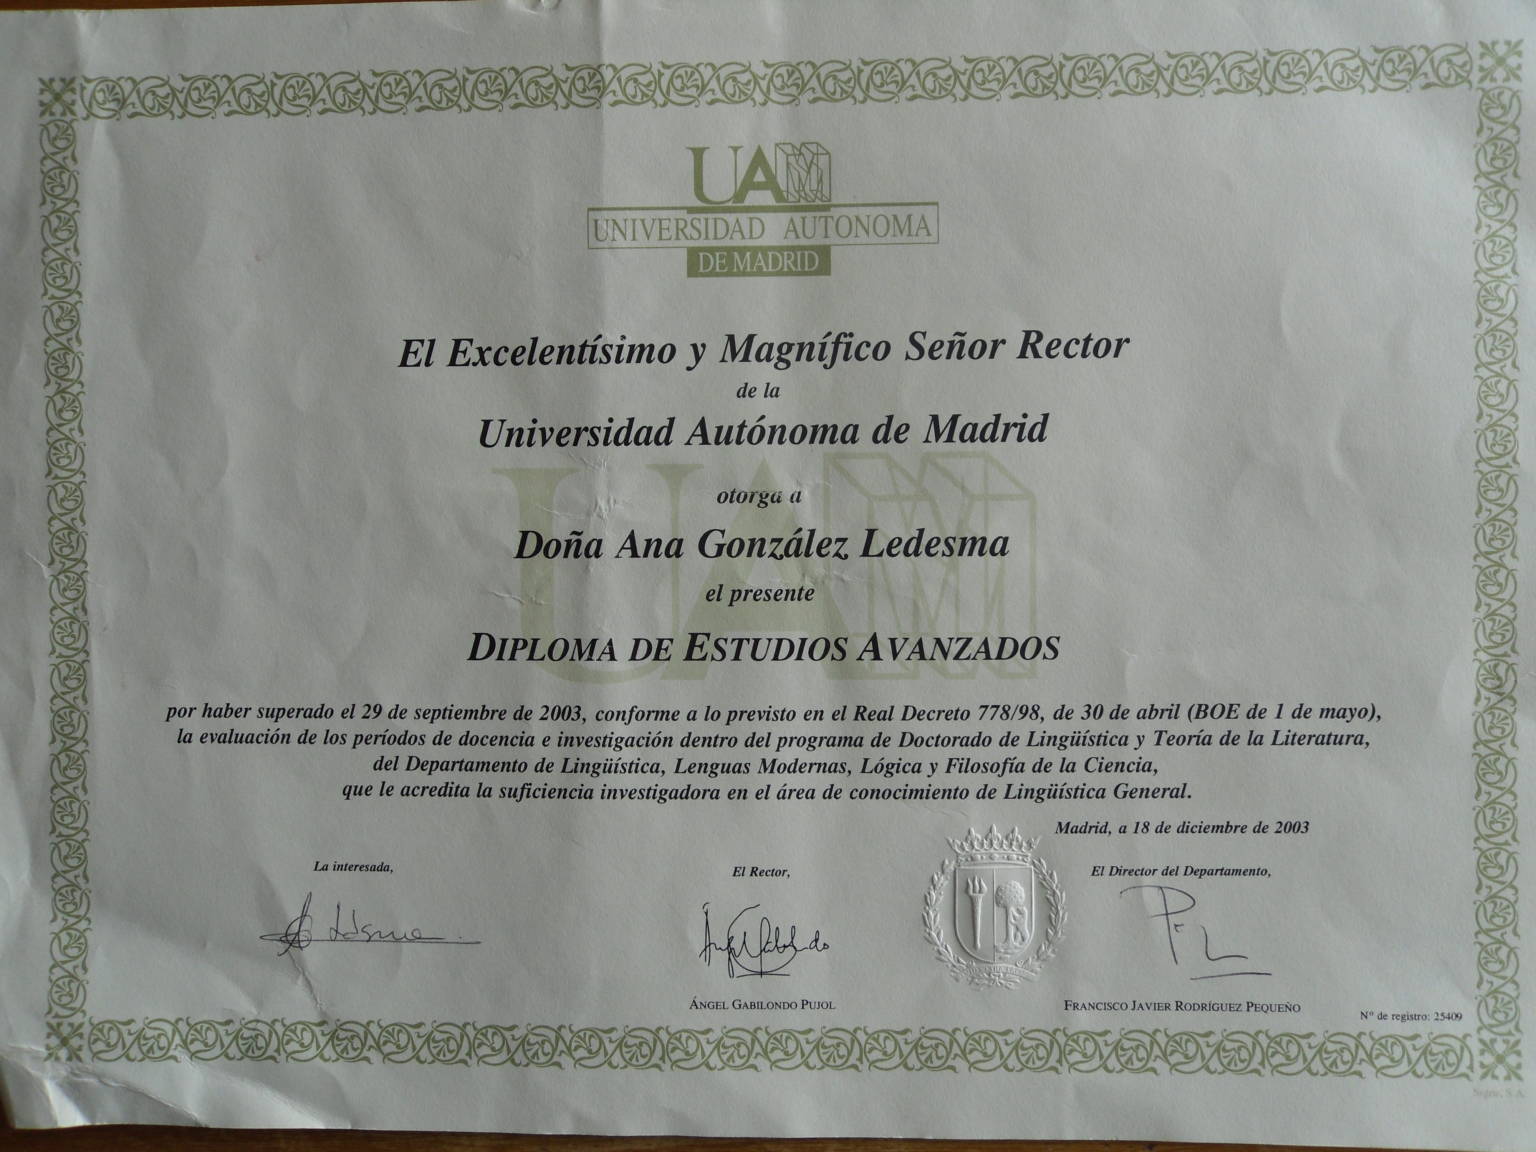 UAM
UNIVERSIDAD AUTONOMA
DE MADRID
El Excelentísimo y Magnífico Señor Rector
de la
Universidad Autónoma de Madrid
otorga a
Doña Ana González Ledesma
el presente
DIPLOMA DE ESTUDIOS AVANZADOS
por haber superado el 29 de septiembre de 2003, conforme a lo previsto en el Real Decreto 778/98, de 30 de abril (BOE de 1 de mayo),
la evaluación de los períodos de docencia e investigación dentro del programa de Doctorado de Lingüística y Teoría de la Literatura,
del Departamento de Lingüística, Lenguas Modernas, Lógica y Filosofía de la Ciencia,
que le acredita la suficiencia investigadora en el área de conocimiento de Lingüística General.
Madrid, a 18 de diciembre de 2003
La interesada,
El Rector,
El Director del Departamento,
ÁNGEL GABILONDO PUJOL
FRANCISCO JAVIER RODRÍGUEZ PEQUEÑO
Nº de registro: 25409